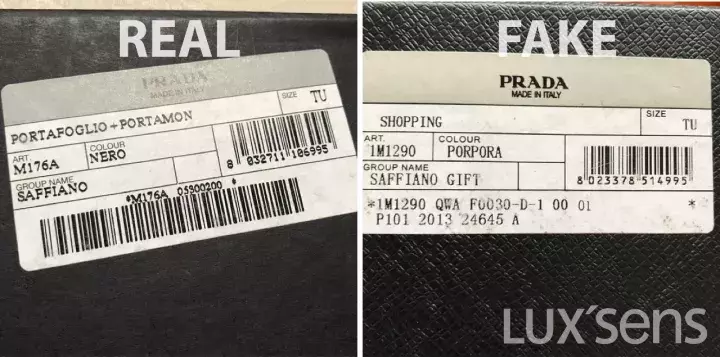 REAL
PRADA
MADE IN ITALY
SIZE TU
PORTAFOGLIO+PORTAMON
ART. COLOUR
M176A NERO
8 032711 106995
GROUP NAME
SAFFIANO
*M176A 05300200 *
FAKE
PRADA
MADE IN ITALY
SIZE
SHOPPING TU
ART. COLOUR
1M1290 PORPORA
GROUP NAME
SAFFIANO GIFT
8 023378 514995
*1M1290 QWA F0030-D-1 00 01 *
P101 2013 24645 A
LUX'sens